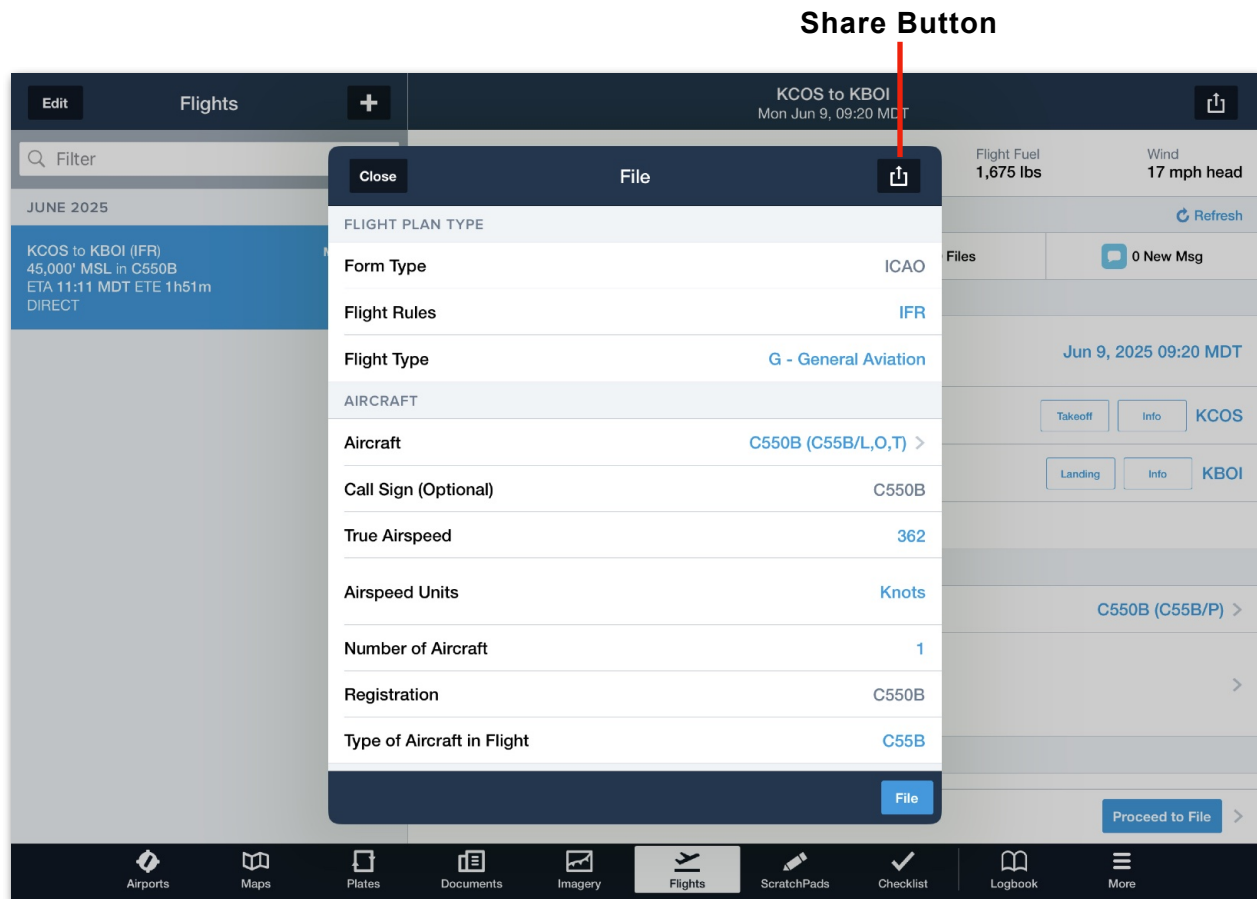 Share Button
Edit
Flights
+
KCOS to KBOI
Mon Jun 9, 09:20 MDT
Filter
JUNE 2025
KCOS to KBOI (IFR)
45,000' MSL in C550B
ETA 11:11 MDT ETE 1h51m
DIRECT
Flight Fuel
1,675 lbs
Wind
17 mph head
Refresh
Files
0 New Msg
Jun 9, 2025 09:20 MDT
Takeoff Info KCOS
Landing Info KBOI
C550B (C55B/P) >
Proceed to File >
Close
File
FLIGHT PLAN TYPE
Form Type ICAO
Flight Rules IFR
Flight Type G - General Aviation
AIRCRAFT
Aircraft C550B (C55B/L,O,T) >
Call Sign (Optional) C550B
True Airspeed 362
Airspeed Units Knots
Number of Aircraft 1
Registration C550B
Type of Aircraft in Flight C55B
File
Airports Maps Plates Documents Imagery Flights ScratchPads Checklist Logbook More